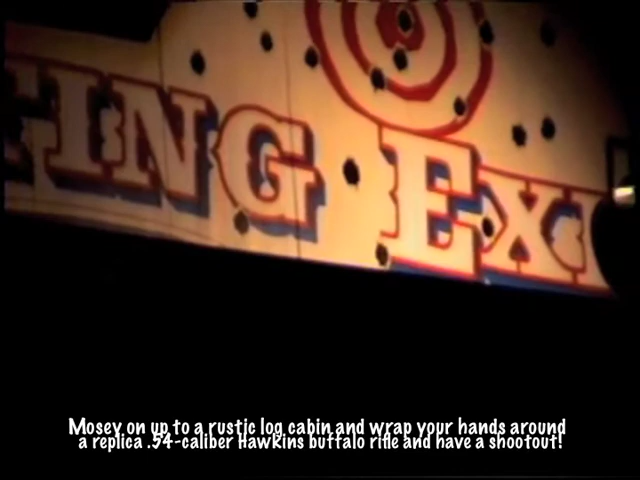 TING EX
Mosey on up to a rustic log cabin and wrap your hands around
a replica .54-caliber Hawkins buffalo rifle and have a shootout!